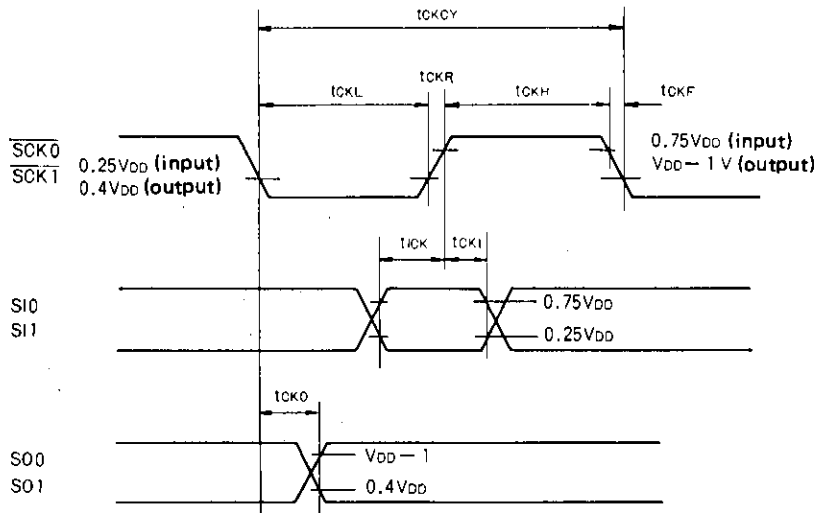 tCKCY
tCKR
tCKL
tCKH
tCKF
SCK0
SCK1
0.25VDD (input)
0.4VDD (output)
0.75VDD (input)
VDD-1V (output)
tICK
tCKI
SI0
SI1
0.75VDD
0.25VDD
tCKO
SO0
SO1
VDD-1
0.4VDD